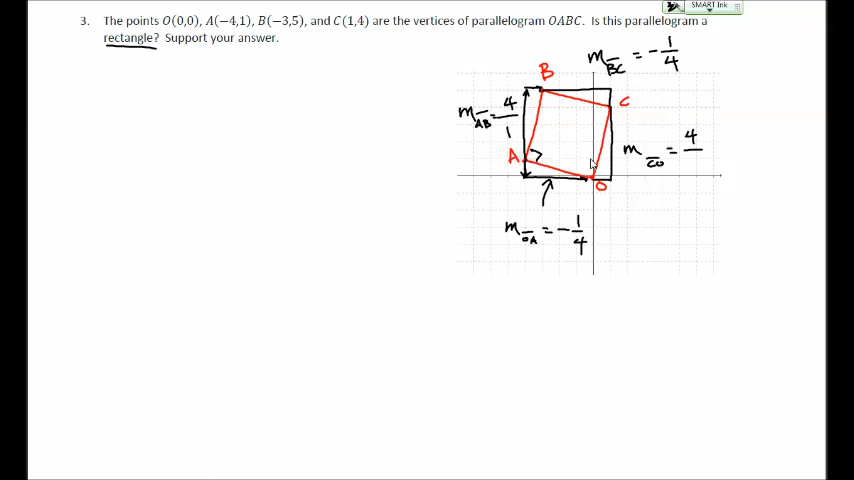 SMART Ink
3. The points O(0,0), A(−4,1), B(−3,5), and C(1,4) are the vertices of parallelogram OABC. Is this parallelogram a
rectangle? Support your answer.
m BC = -1/4
B
C
m AB = 4/1
A
m CO = 4/
O
m OA = -1/4